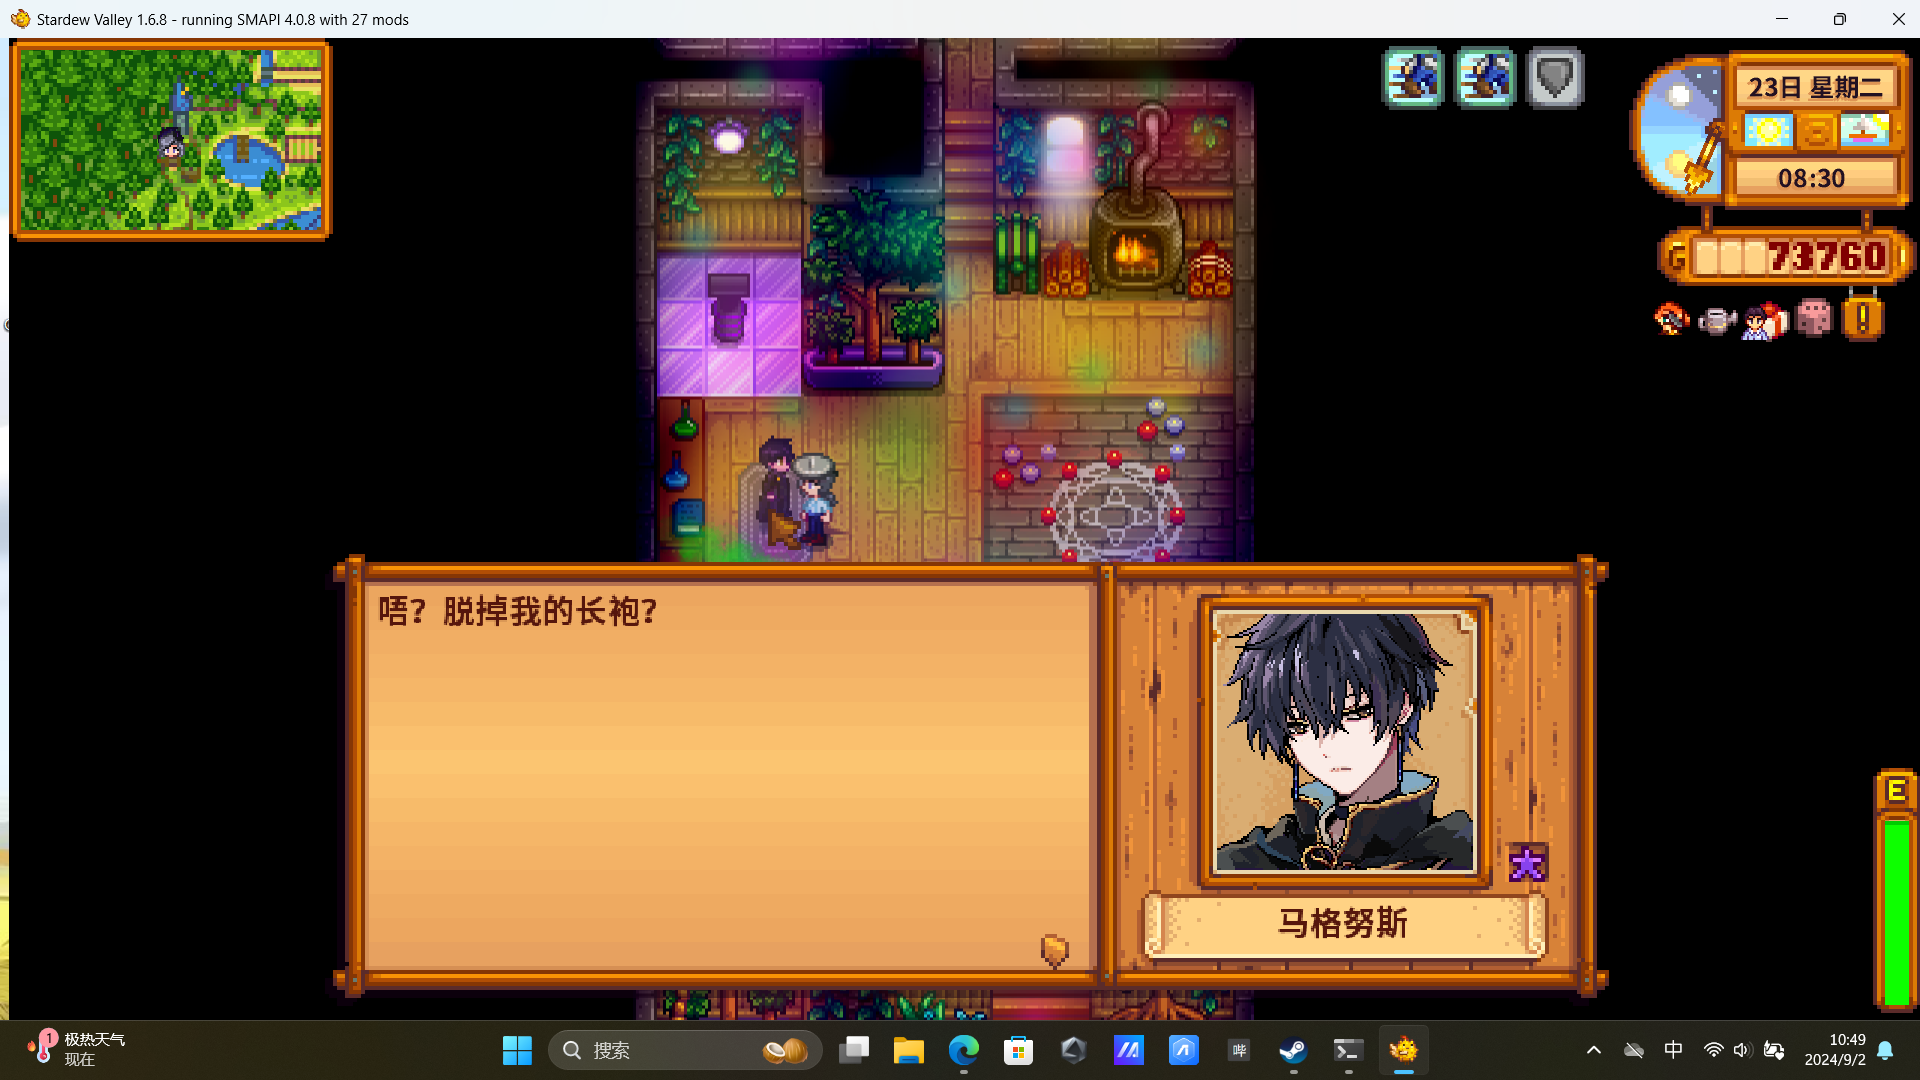 Stardew Valley 1.6.8 - running SMAPI 4.0.8 with 27 mods
23日 星期二
08:30
G 73760
唔？脱掉我的长袍？
马格努斯
E
1
极热天气
现在
搜索
哔
中
10:49
2024/9/2